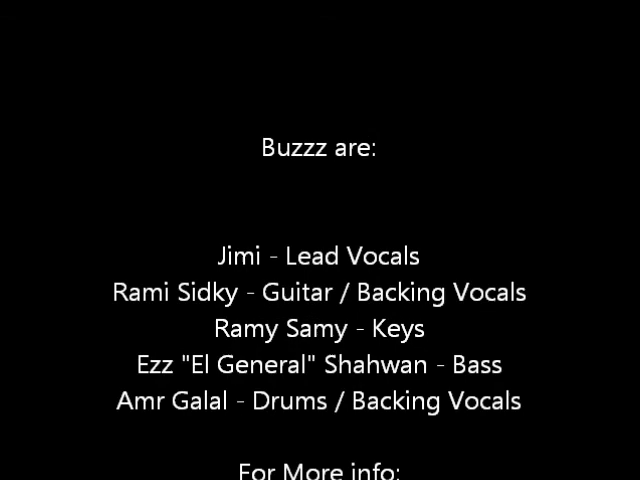 Buzzz are:
Jimi - Lead Vocals
Rami Sidky - Guitar / Backing Vocals
Ramy Samy - Keys
Ezz "El General" Shahwan - Bass
Amr Galal - Drums / Backing Vocals
For More info: